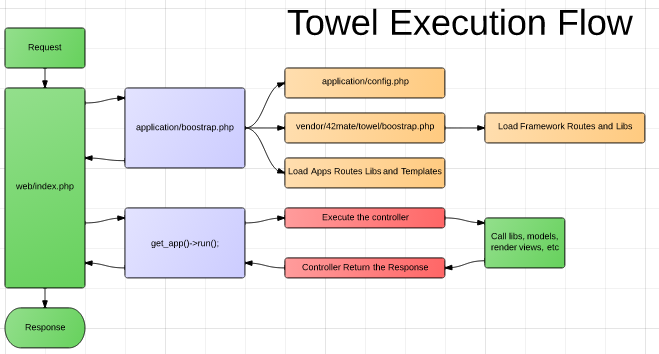 Towel Execution Flow
Request
application/config.php
application/boostrap.php
vendor/42mate/towel/boostrap.php
Load Framework Routes and Libs
Load Apps Routes Libs and Templates
web/index.php
Execute the controller
get_app()->run();
Call libs, models,
render views, etc
Controller Return the Response
Response